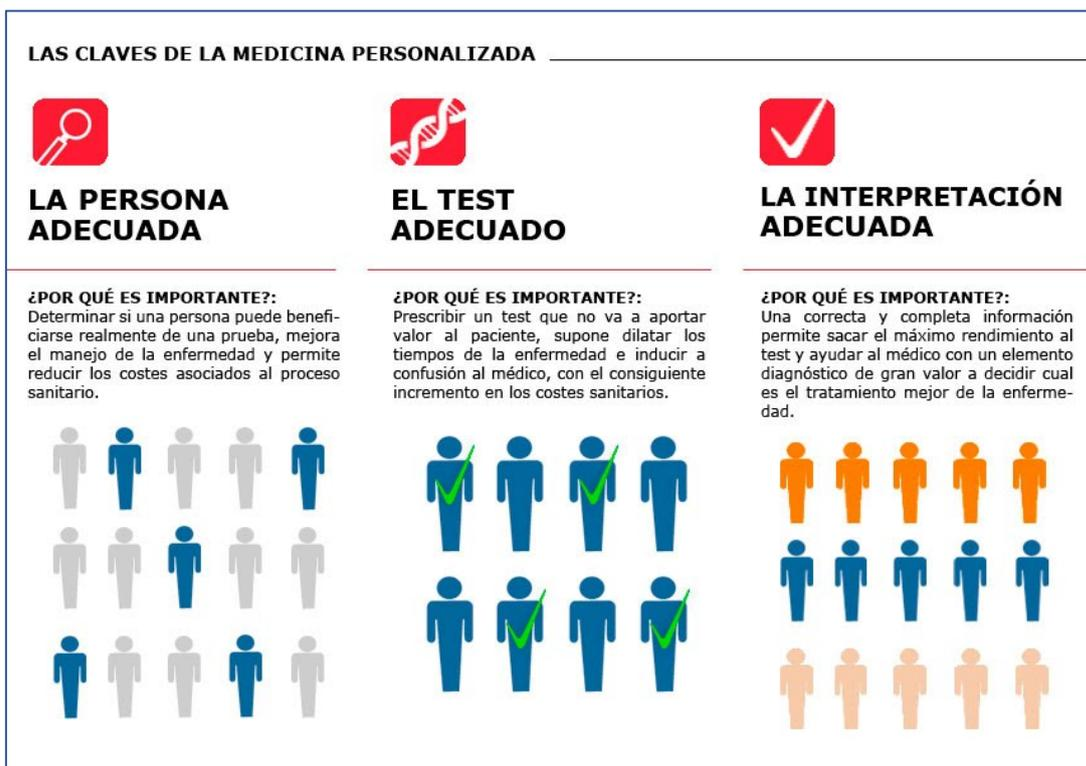 LAS CLAVES DE LA MEDICINA PERSONALIZADA
LA PERSONA
ADECUADA
¿POR QUÉ ES IMPORTANTE?:
Determinar si una persona puede benefi-
ciarse realmente de una prueba, mejora
el manejo de la enfermedad y permite
reducir los costes asociados al proceso
sanitario.
EL TEST
ADECUADO
¿POR QUÉ ES IMPORTANTE?:
Prescribir un test que no va a aportar
valor al paciente, supone dilatar los
tiempos de la enfermedad e inducir a
confusión al médico, con el consiguiente
incremento en los costes sanitarios.
LA INTERPRETACIÓN
ADECUADA
¿POR QUÉ ES IMPORTANTE?:
Una correcta y completa información
permite sacar el máximo rendimiento al
test y ayudar al médico con un elemento
diagnóstico de gran valor a decidir cual
es el tratamiento mejor de la enferme-
dad.